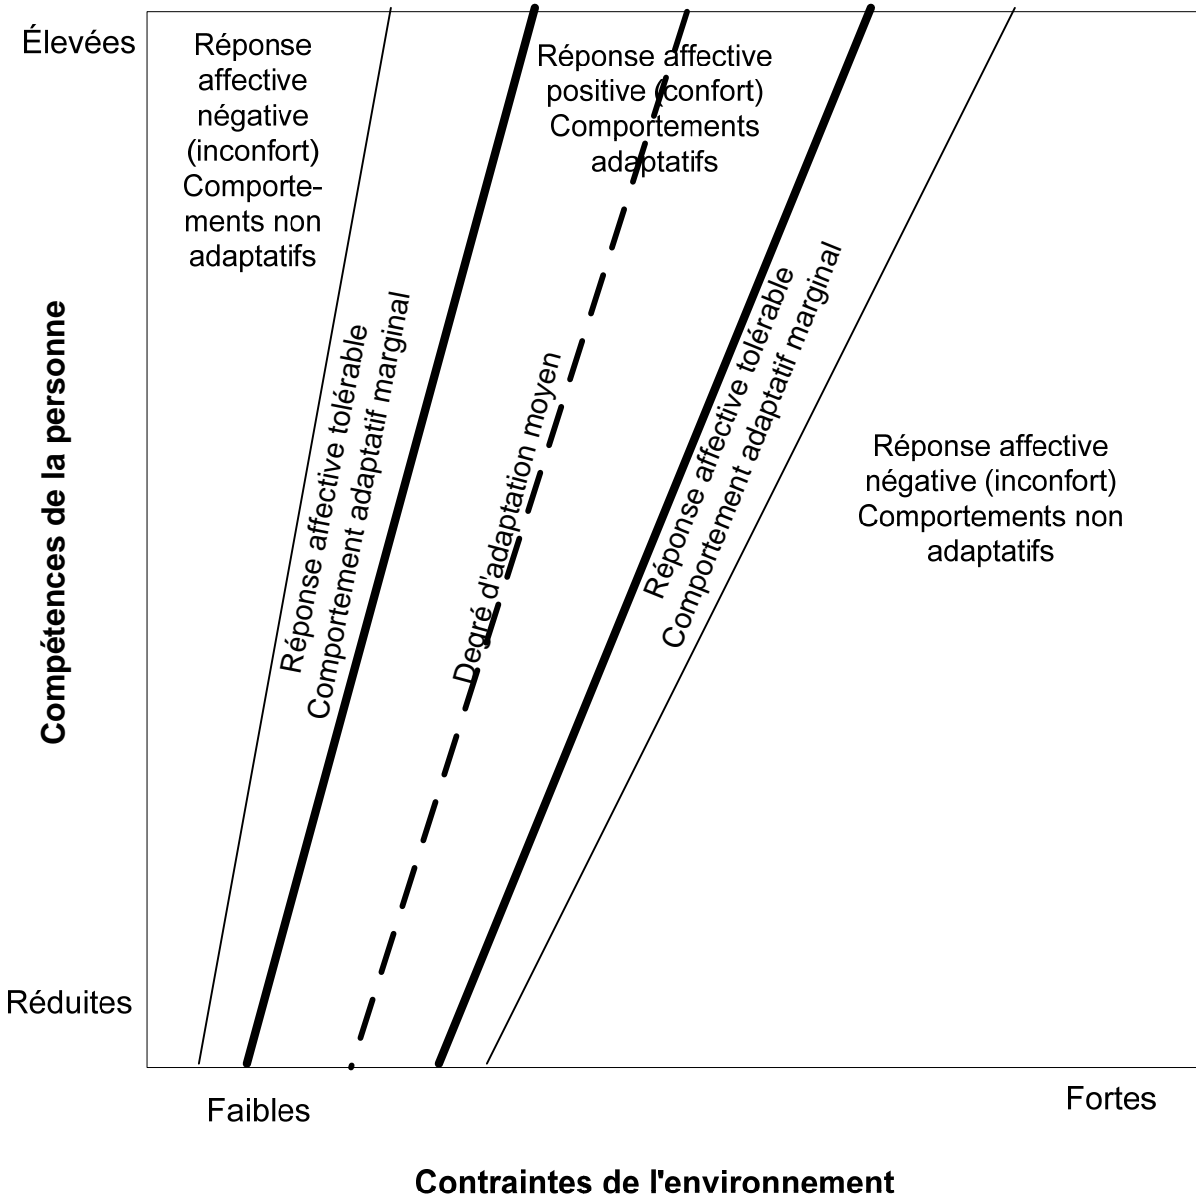 Élevées
Réponse
affective
négative
(inconfort)
Comporte-
ments non
adaptatifs
Réponse affective
positive (confort)
Comportements
adaptatifs
Réponse affective tolérable
Comportement adaptatif marginal
Degré d'adaptation moyen
Réponse affective tolérable
Comportement adaptatif marginal
Réponse affective
négative (inconfort)
Comportements non
adaptatifs
Compétences de la personne
Réduites
Faibles
Fortes
Contraintes de l'environnement